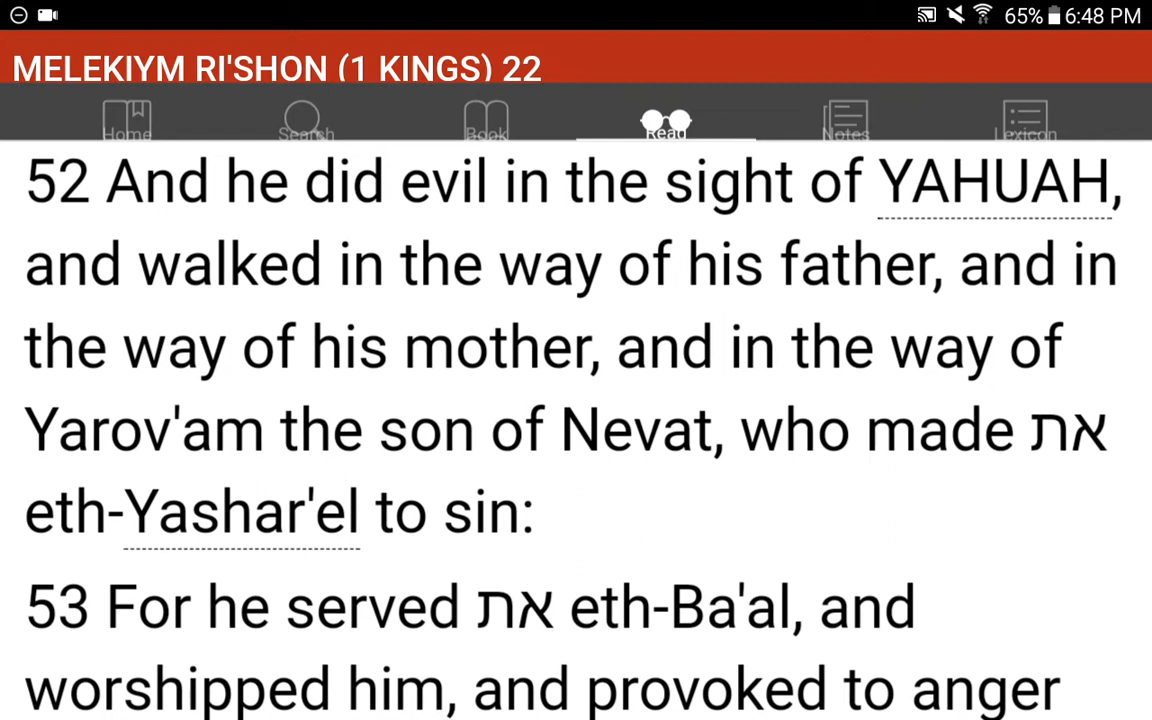 65% 6:48 PM
MELEKIYM RI'SHON (1 KINGS) 22
Home Search Book Read Notes Lexicon
52 And he did evil in the sight of YAHUAH,
and walked in the way of his father, and in
the way of his mother, and in the way of
Yarov'am the son of Nevat, who made את
eth-Yashar'el to sin:
53 For he served את eth-Ba'al, and
worshipped him, and provoked to anger